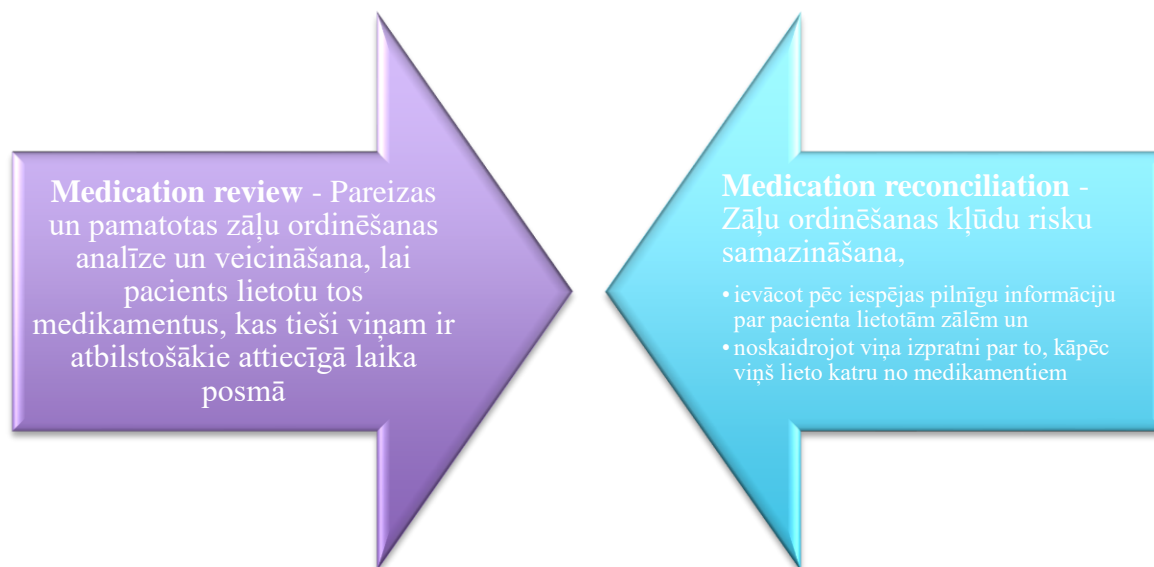 Medication review - Pareizas
un pamatotas zāļu ordinēšanas
analīze un veicināšana, lai
pacients lietotu tos
medikamentus, kas tieši viņam ir
atbilstošākie attiecīgā laika
posmā
Medication reconciliation -
Zāļu ordinēšanas kļūdu risku
samazināšana,
• ievācot pēc iespējas pilnīgu informāciju
par pacienta lietotām zālēm un
• noskaidrojot viņa izpratni par to, kāpēc
viņš lieto katru no medikamentiem